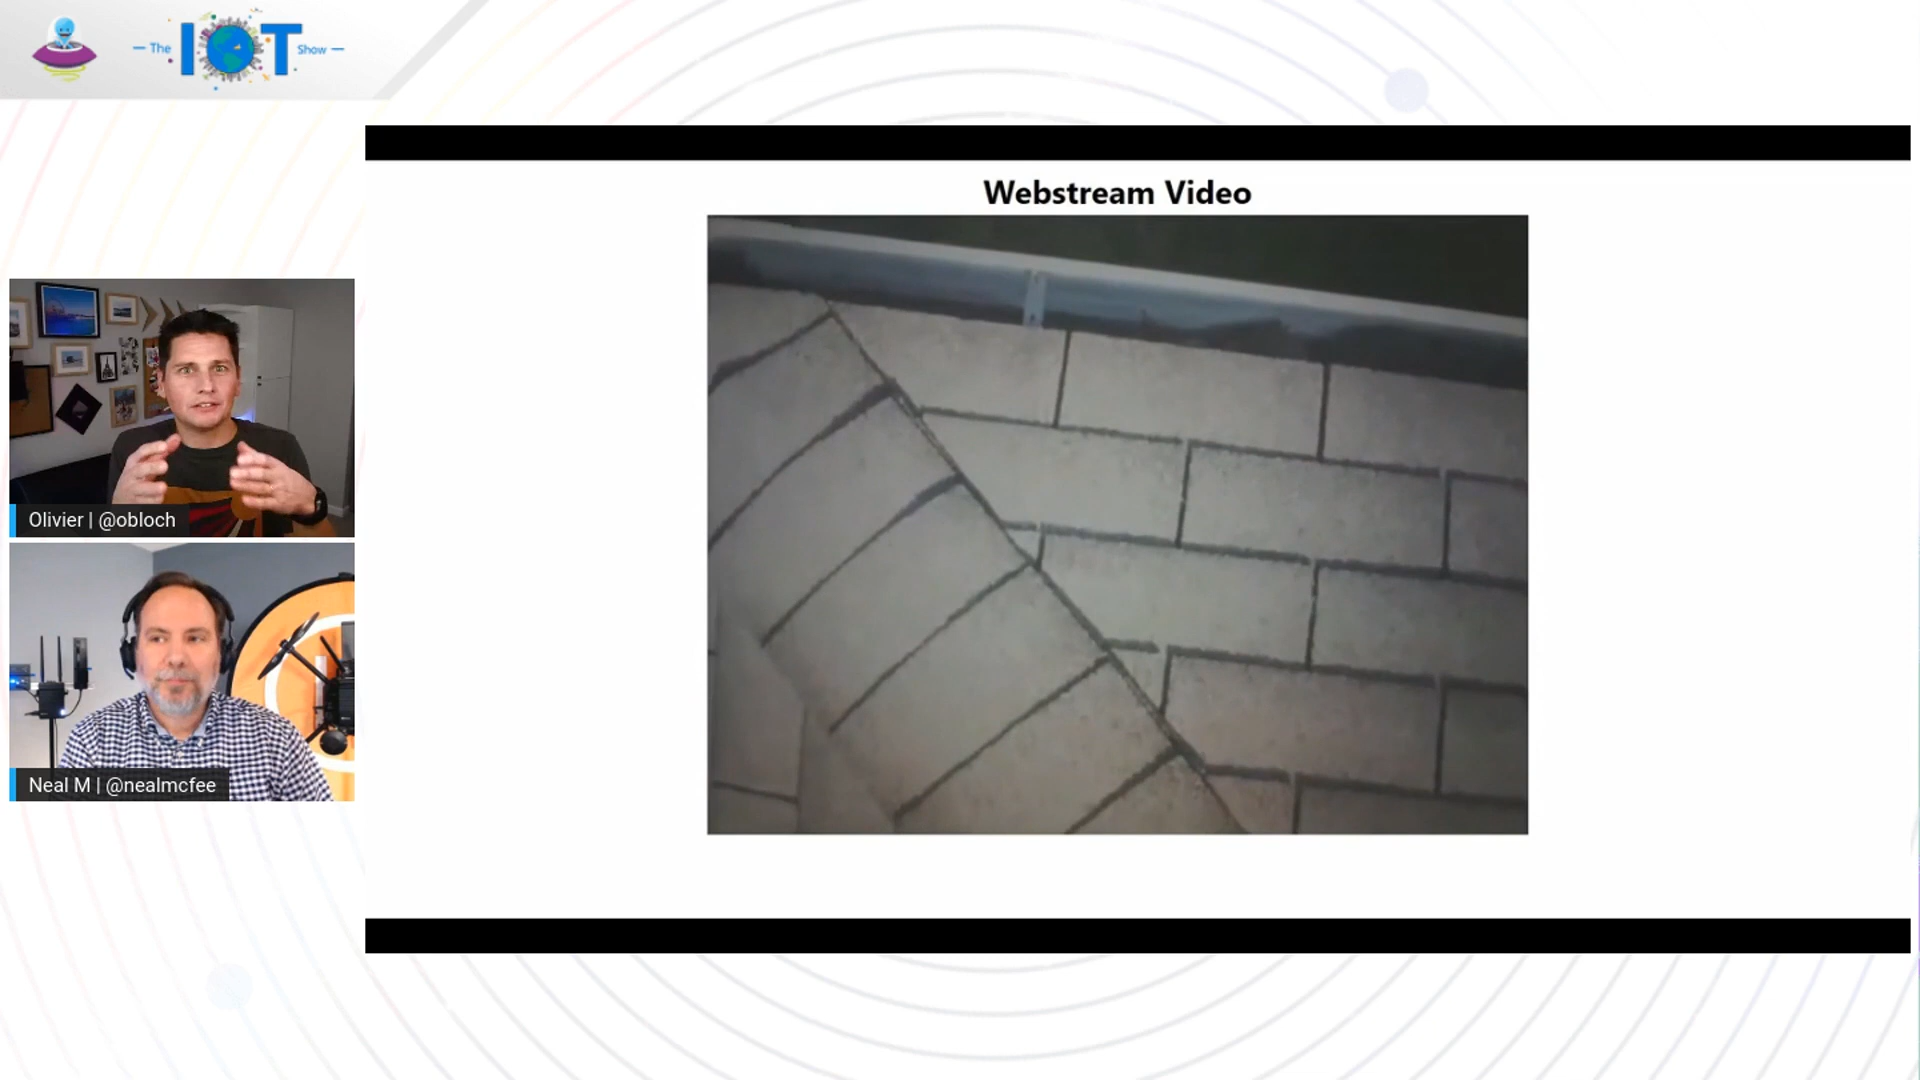 The IOT Show
Webstream Video
Olivier | @obloch
Neal M | @nealmcfee